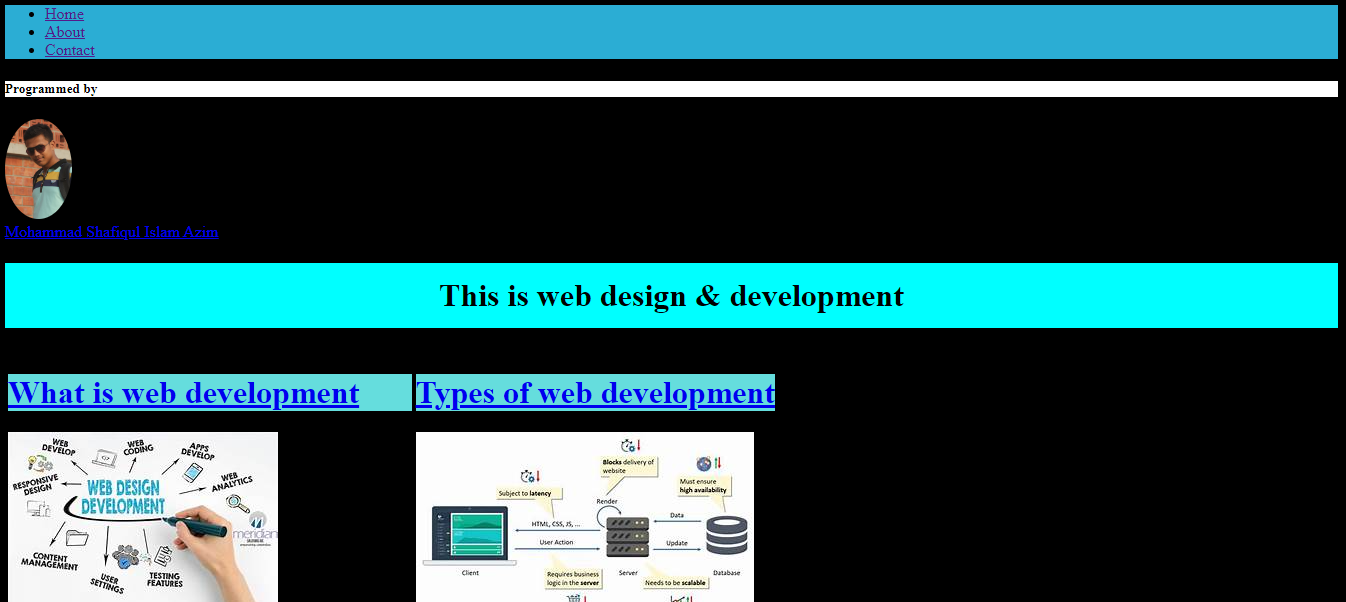 Home
About
Contact
Programmed by
Mohammad Shafiqul Islam Azim
This is web design & development
What is web development
Types of web development
WEB
DEVELOP
WEB
CODING
APPS
DEVELOP
RESPONSIVE
DESIGN
WEB DESIGN
DEVELOPMENT
WEB
ANALYTICS
meridian
CONTENT
MANAGEMENT
USER
SETTINGS
TESTING
FEATURES
Blocks delivery of
website
Must ensure
high availability
Subject to latency
Render
HTML, CSS, JS, ...
Data
User Action
Update
Client
Server
Database
Requires business
logic in the server
Needs to be scalable